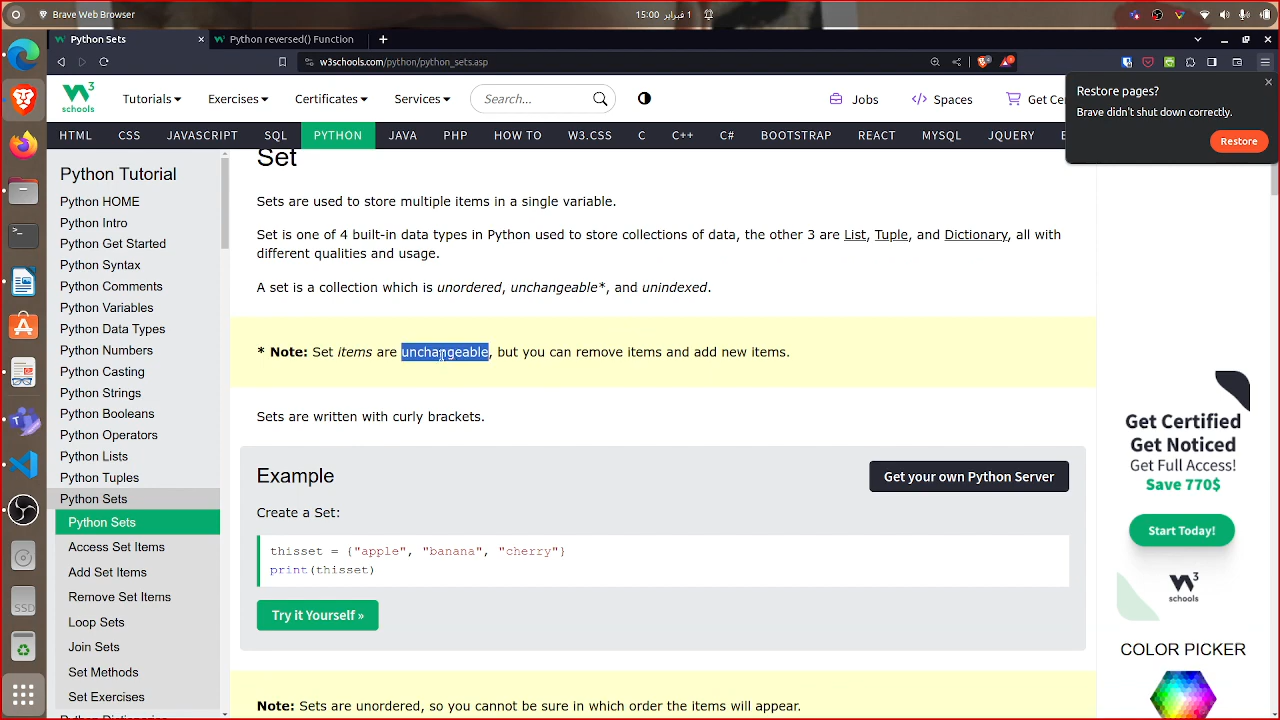 Brave Web Browser
1 فبراير 15:00
Python Sets
Python reversed() Function
w3schools.com/python/python_sets.asp
Restore pages?
Brave didn't shut down correctly.
Restore
W3 schools
Tutorials
Exercises
Certificates
Services
Search...
Jobs
Spaces
Get Cer
HTML
CSS
JAVASCRIPT
SQL
PYTHON
JAVA
PHP
HOW TO
W3.CSS
C
C++
C#
BOOTSTRAP
REACT
MYSQL
JQUERY
E
Python Tutorial
Python HOME
Python Intro
Python Get Started
Python Syntax
Python Comments
Python Variables
Python Data Types
Python Numbers
Python Casting
Python Strings
Python Booleans
Python Operators
Python Lists
Python Tuples
Python Sets
Python Sets
Access Set Items
Add Set Items
Remove Set Items
Loop Sets
Join Sets
Set Methods
Set Exercises
Python Dictionaries
Set
Sets are used to store multiple items in a single variable.
Set is one of 4 built-in data types in Python used to store collections of data, the other 3 are List, Tuple, and Dictionary, all with
different qualities and usage.
A set is a collection which is unordered, unchangeable*, and unindexed.
* Note: Set items are unchangeable, but you can remove items and add new items.
Sets are written with curly brackets.
Example
Get your own Python Server
Create a Set:
thisset = {"apple", "banana", "cherry"}
print(thisset)
Try it Yourself »
Note: Sets are unordered, so you cannot be sure in which order the items will appear.
Get Certified
Get Noticed
Get Full Access!
Save 770$
Start Today!
W3
schools
COLOR PICKER
SSD